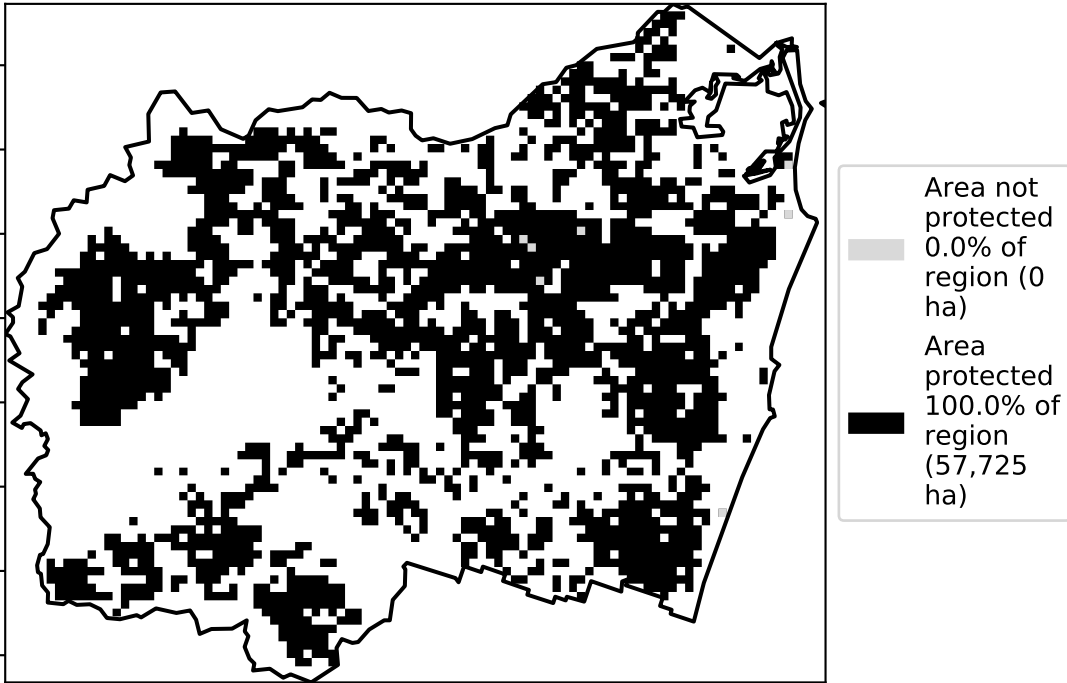 Area not
protected
0.0% of
region (0
ha)
Area
protected
100.0% of
region
(57,725
ha)